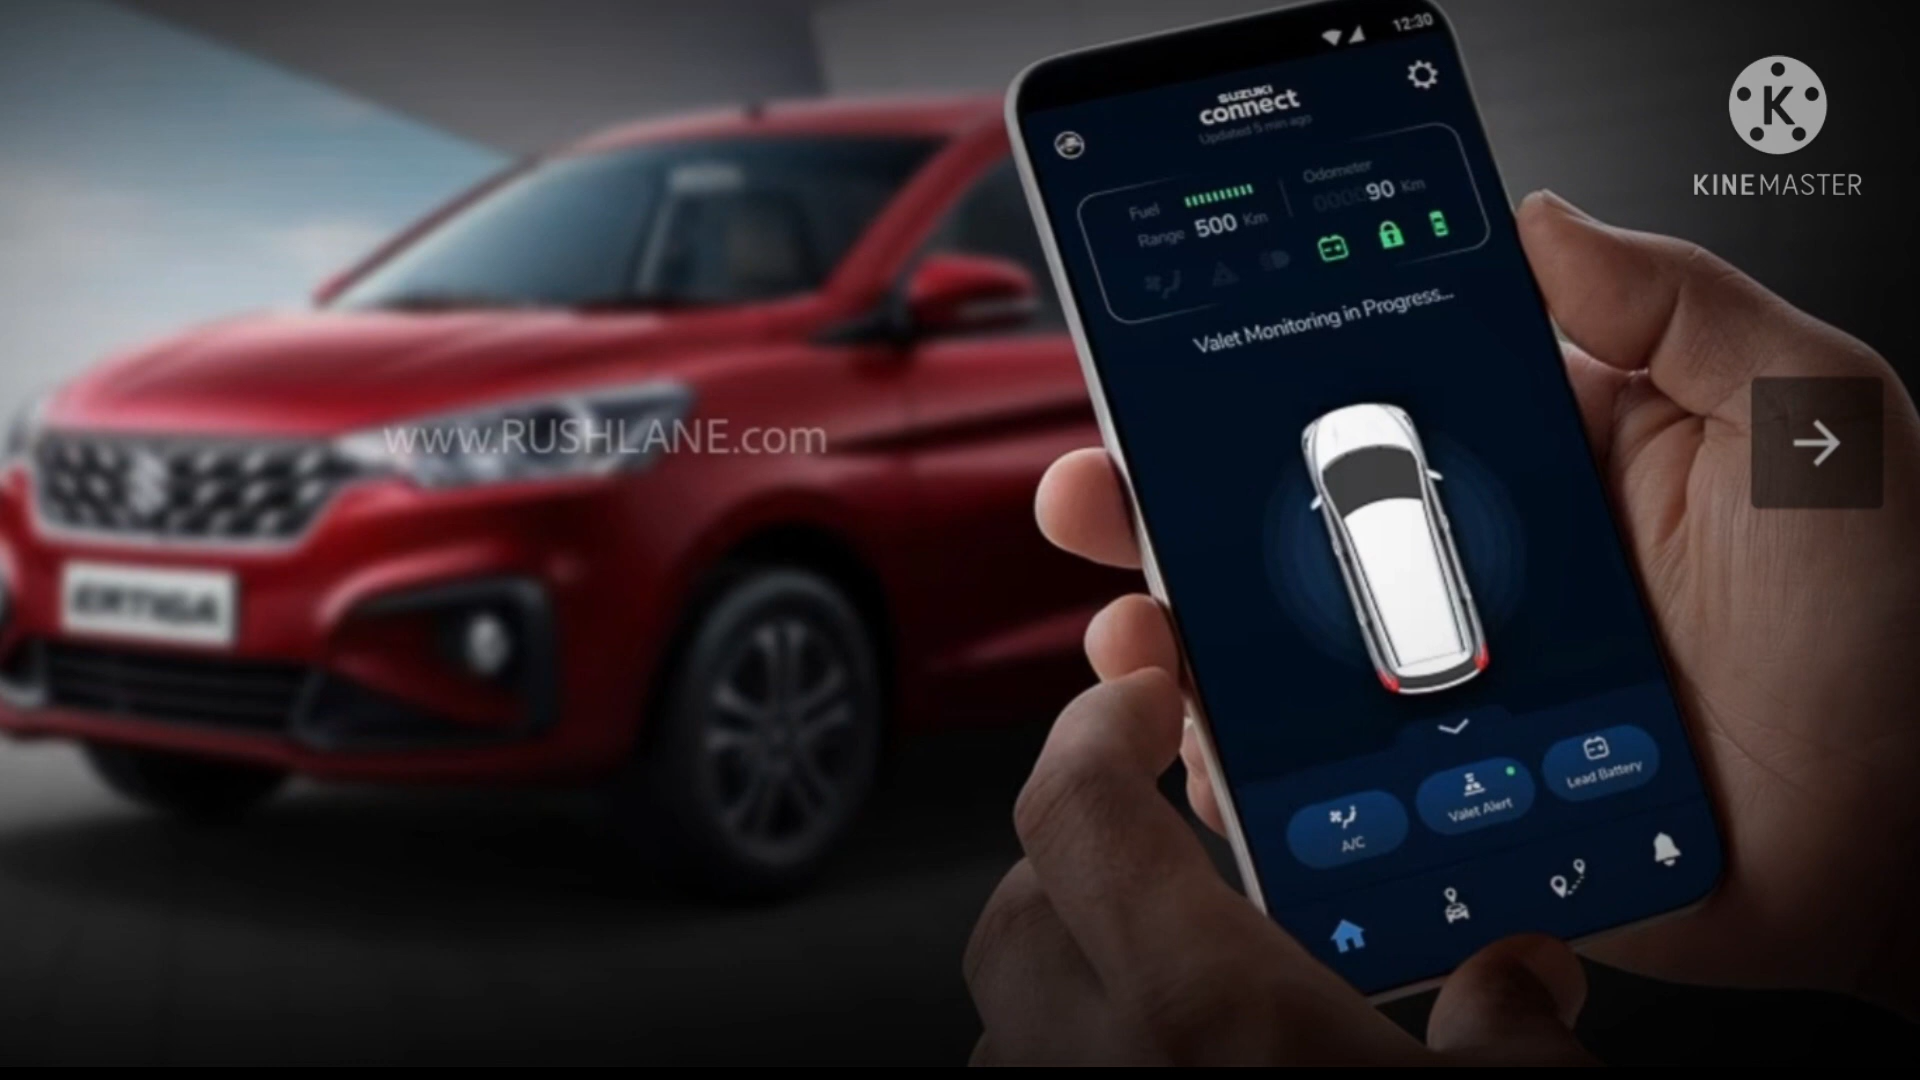 12:30
SUZUKI
connect
Updated 5 min ago
Fuel
Range 500 Km
Odometer
000090 Km
Valet Monitoring in Progress...
A/C
Valet Alert
Lead Battery
KINEMASTER
www.RUSHLANE.com
ERTIGA